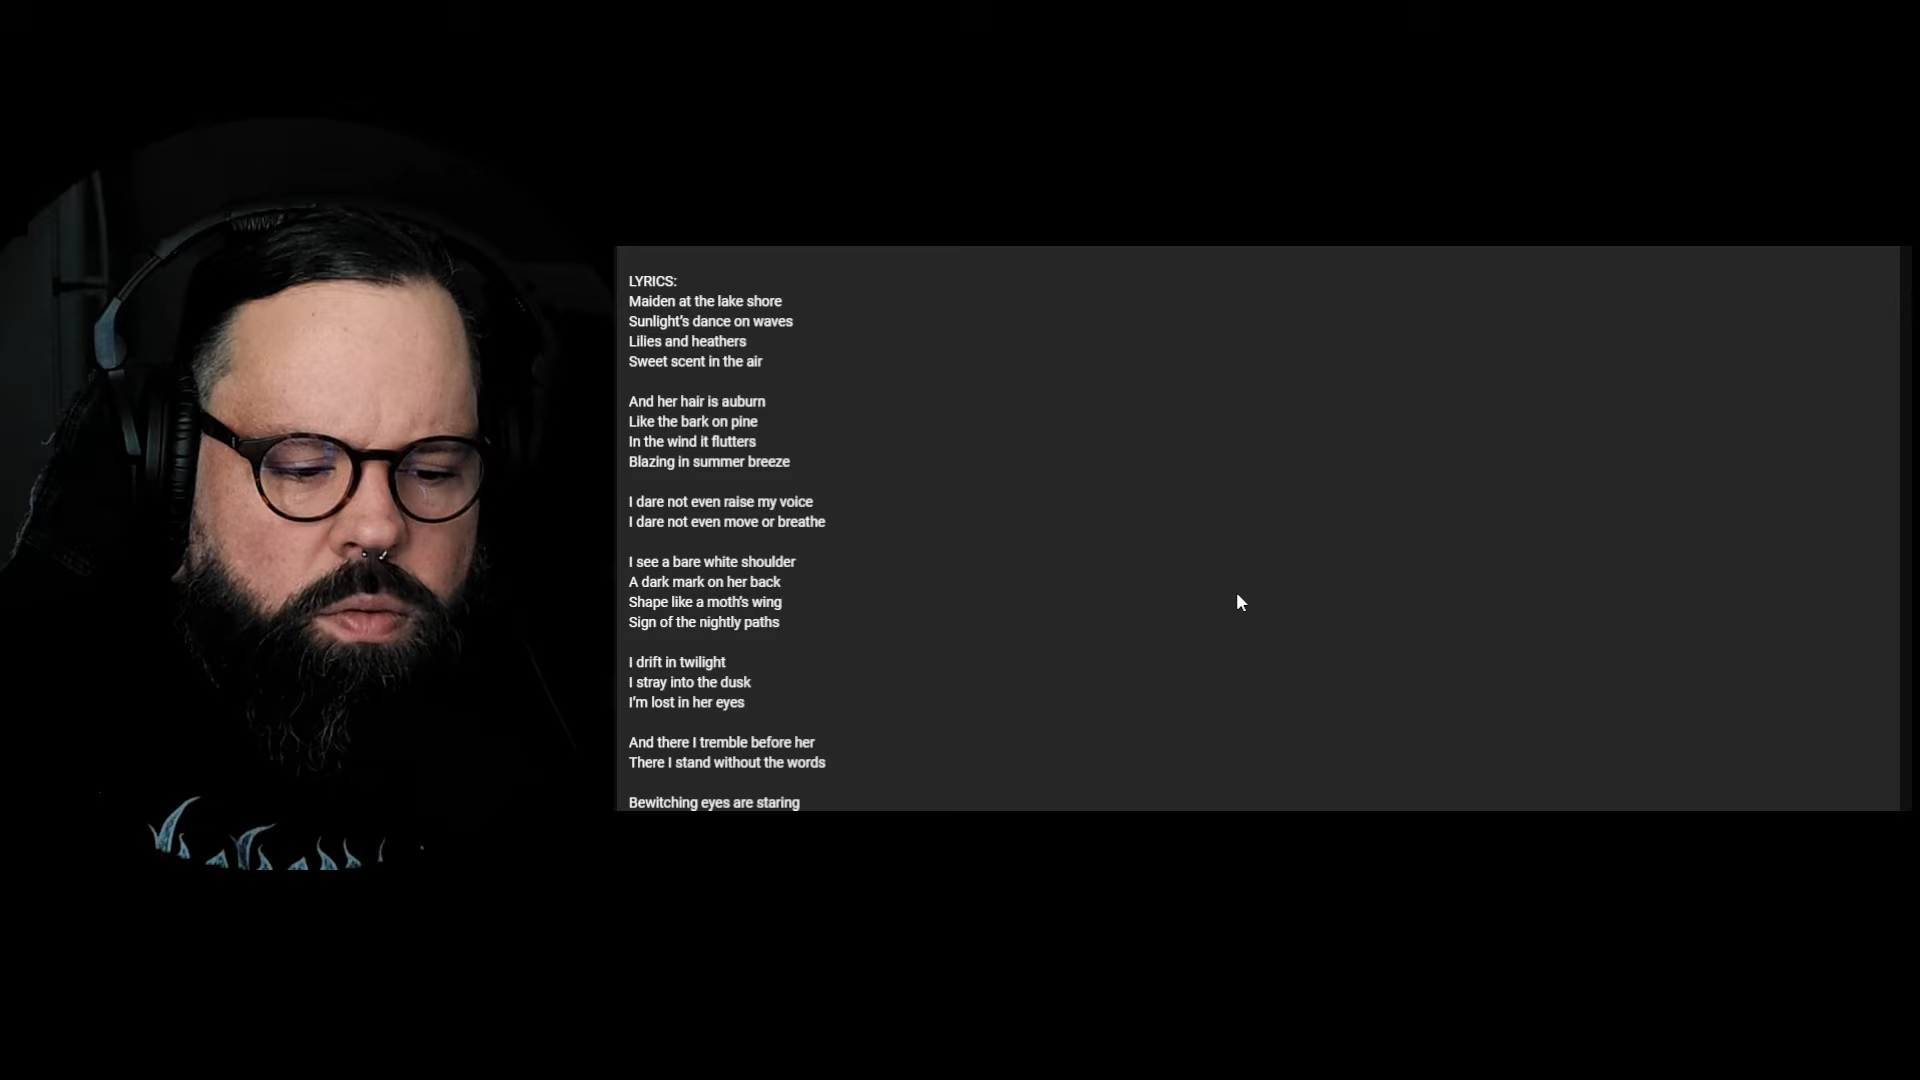 LYRICS:
Maiden at the lake shore
Sunlight's dance on waves
Lilies and heathers
Sweet scent in the air
And her hair is auburn
Like the bark on pine
In the wind it flutters
Blazing in summer breeze
I dare not even raise my voice
I dare not even move or breathe
I see a bare white shoulder
A dark mark on her back
Shape like a moth's wing
Sign of the nightly paths
I drift in twilight
I stray into the dusk
I'm lost in her eyes
And there I tremble before her
There I stand without the words
Bewitching eyes are staring